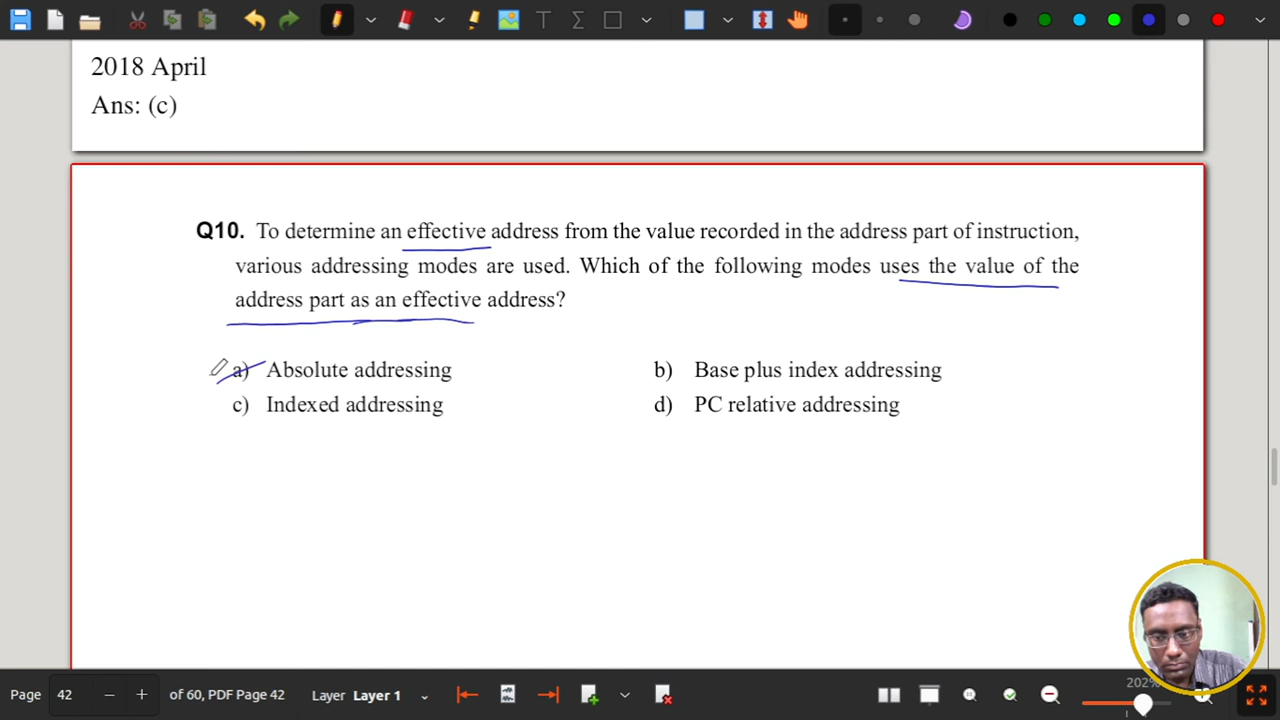 2018 April
Ans: (c)
Q10. To determine an effective address from the value recorded in the address part of instruction,
various addressing modes are used. Which of the following modes uses the value of the
address part as an effective address?
a) Absolute addressing b) Base plus index addressing
c) Indexed addressing d) PC relative addressing
Page 42 of 60, PDF Page 42 Layer Layer 1 202%